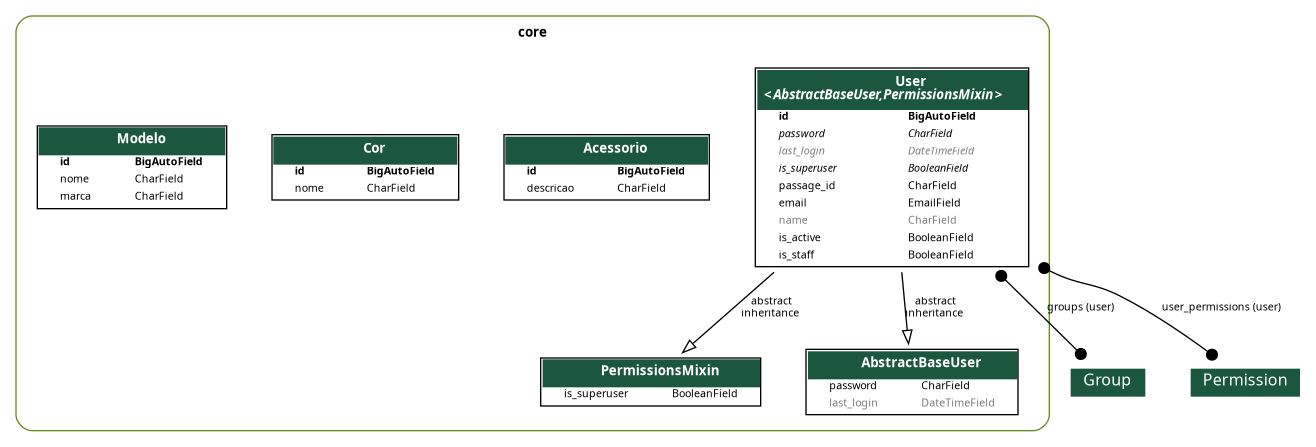 core
Modelo
id BigAutoField
nome CharField
marca CharField
Cor
id BigAutoField
nome CharField
Acessorio
id BigAutoField
descricao CharField
User
<AbstractBaseUser,PermissionsMixin>
id BigAutoField
password CharField
last_login DateTimeField
is_superuser BooleanField
passage_id CharField
email EmailField
name CharField
is_active BooleanField
is_staff BooleanField
abstract
inheritance
abstract
inheritance
groups (user)
user_permissions (user)
PermissionsMixin
is_superuser BooleanField
AbstractBaseUser
password CharField
last_login DateTimeField
Group
Permission